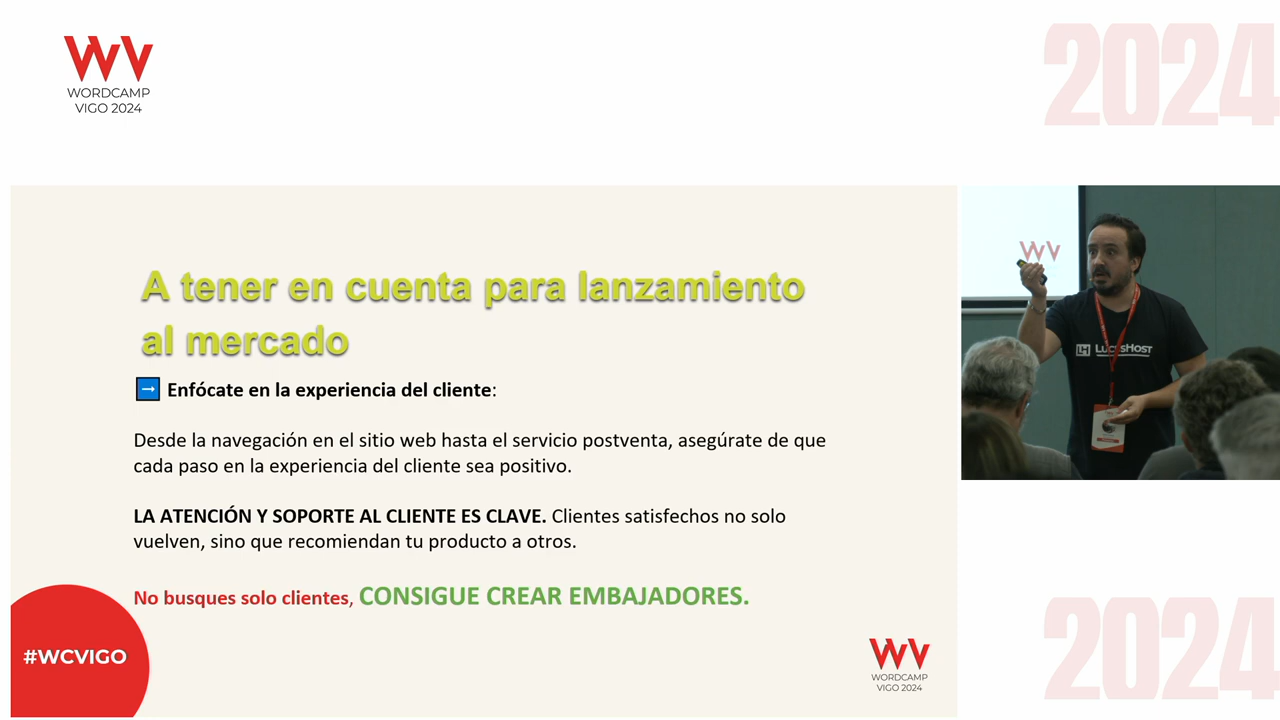 WORDCAMP
VIGO 2024
2024
A tener en cuenta para lanzamiento
al mercado
➡ Enfócate en la experiencia del cliente:
Desde la navegación en el sitio web hasta el servicio postventa, asegúrate de que
cada paso en la experiencia del cliente sea positivo.
LA ATENCIÓN Y SOPORTE AL CLIENTE ES CLAVE. Clientes satisfechos no solo
vuelven, sino que recomiendan tu producto a otros.
No busques solo clientes, CONSIGUE CREAR EMBAJADORES.
#WCVIGO
WORDCAMP
VIGO 2024
LH LUCUSHOST
2024